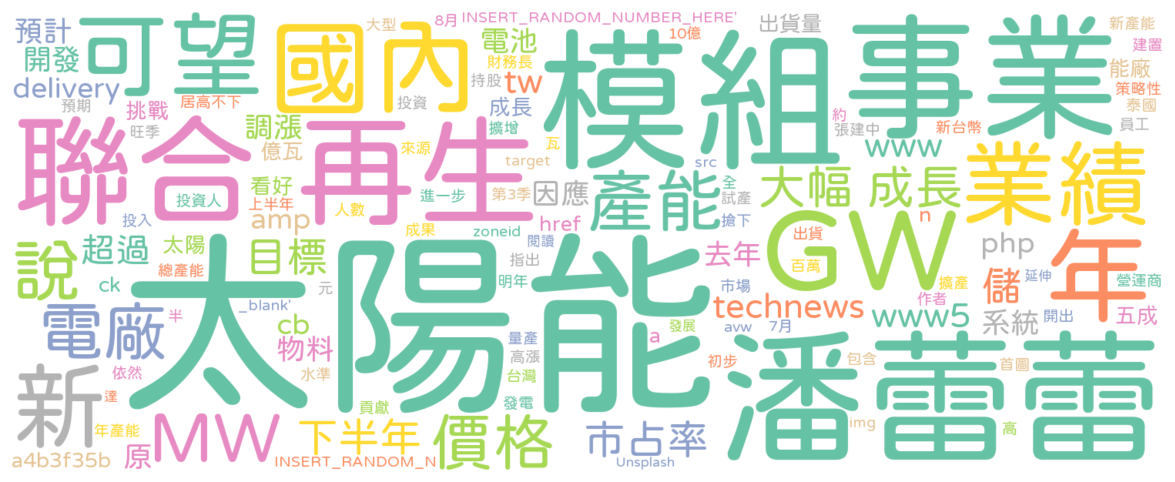 預計
可望
國內
大型
8月
INSERT_RANDOM_NUMBER_HERE'
出貨量
新產能
開發
電池
財務長
10億
模組
事業
建置
能廠
delivery
預期
居高不下
投資
持股
tw
策略性
泰國
挑戰
旺季
調漲
成長
擴增
約
張建中
新台幣
員工
聯合
再生
億瓦
來源
瓦
target
src
www
業績
看好
上半年
投資人
進一步
第3季
因應
產能
全
試產
大幅
成長
投入
amp
人數
成果
zoneid
href
閱讀
搶下
GW
n
說
超過
太陽
目標
指出
去年
出貨
百萬
php
年
總產能
ck
元
太陽能
明年
市場
technews
擴產
作者
儲
延伸
營運商
電廠
半
_blank'
cb
物料
量產
a
發展
avw
7月
www5
系統
開出
五成
新
依然
水準
高漲
台灣
初步
潘蕾蕾
包含
首圖
達
貢獻
發電
年產能
MW
下半年
價格
市占率
img
高
a4b3f35b
原
INSERT_RANDOM_N
Unsplash